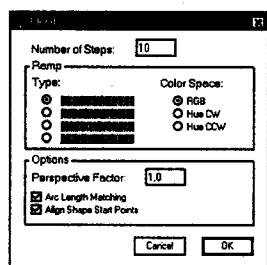 Number of Steps: 10
Ramp
Type: Color Space:
RGB
Hue CW
Hue CCW
Options
Perspective Factor: 1.0
Arc Length Matching
Align Shape Start Points
Cancel OK